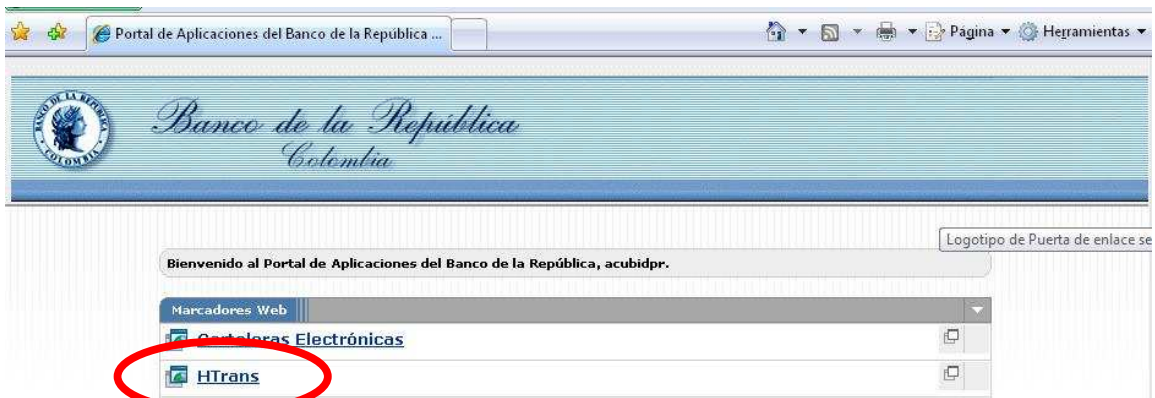 Portal de Aplicaciones del Banco de la República ...
Página
Herramientas
BANCO DE LA REPÚBLICA
COLOMBIA
Banco de la República
Colombia
Logotipo de Puerta de enlace se
Bienvenido al Portal de Aplicaciones del Banco de la República, acubidpr.
Marcadores Web
Carteleras Electrónicas
HTrans